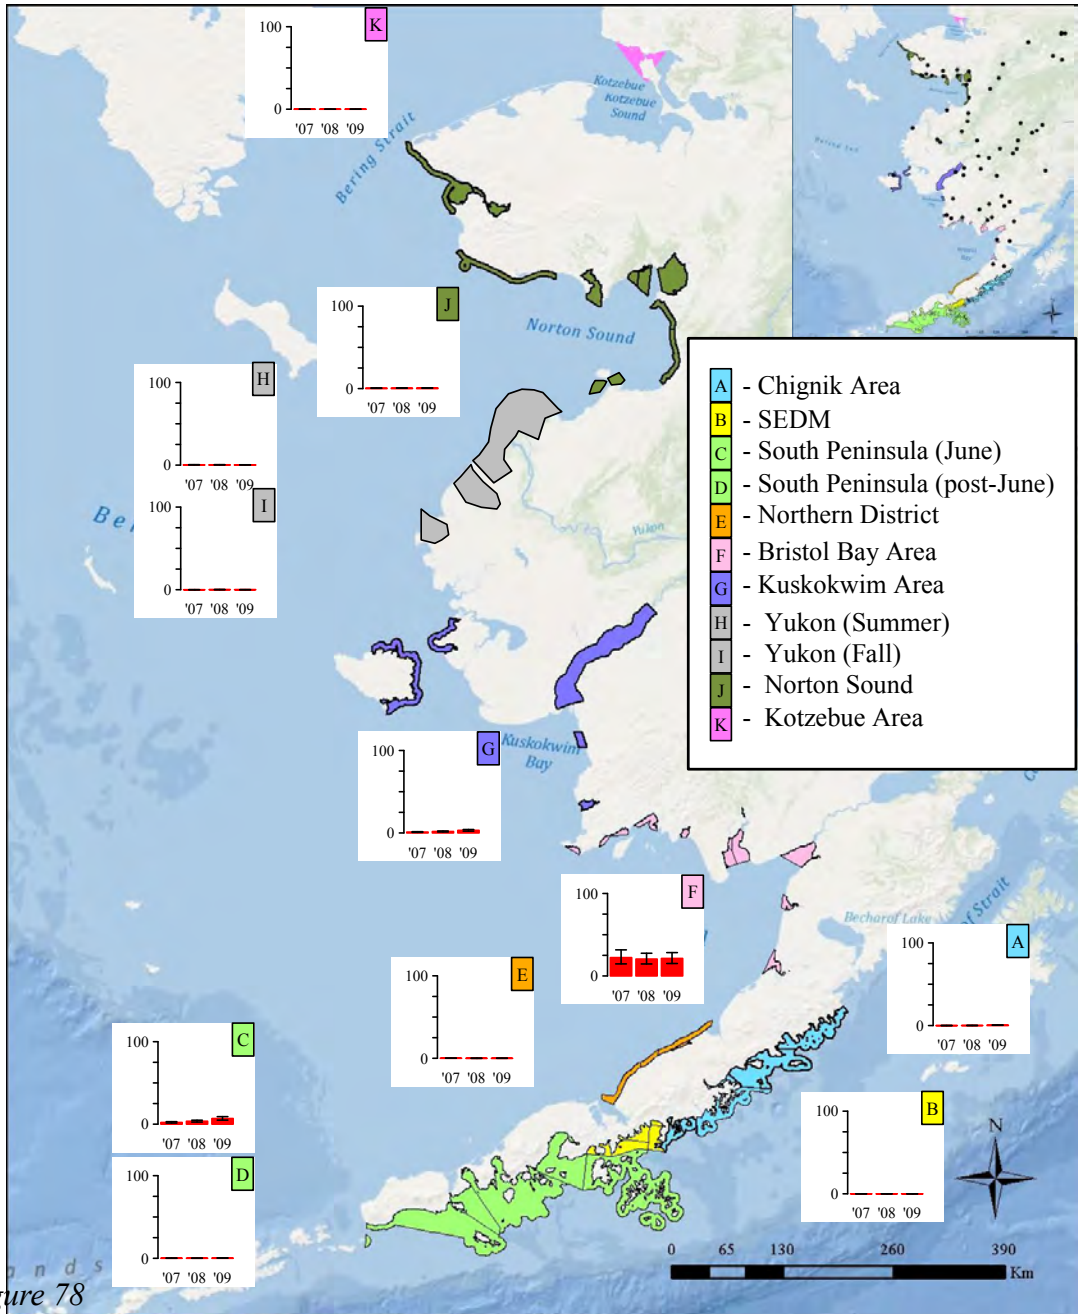 K
100
0
'07 '08 '09
Kotzebue
Kotzebue
Sound
Bering Strait
J
100
0
'07 '08 '09
Norton Sound
H
100
0
'07 '08 '09
I
100
0
'07 '08 '09
Yukon
A - Chignik Area
B - SEDM
C - South Peninsula (June)
D - South Peninsula (post-June)
E - Northern District
F - Bristol Bay Area
G - Kuskokwim Area
H - Yukon (Summer)
I - Yukon (Fall)
J - Norton Sound
K - Kotzebue Area
G
100
0
'07 '08 '09
Kuskokwim
Bay
F
100
0
'07 '08 '09
Becharof Lake
of Strait
A
100
0
'07 '08 '09
E
100
0
'07 '08 '09
C
100
0
'07 '08 '09
D
100
0
'07 '08 '09
B
100
0
'07 '08 '09
N
0 65 130 260 390
Km
ands
gure 78